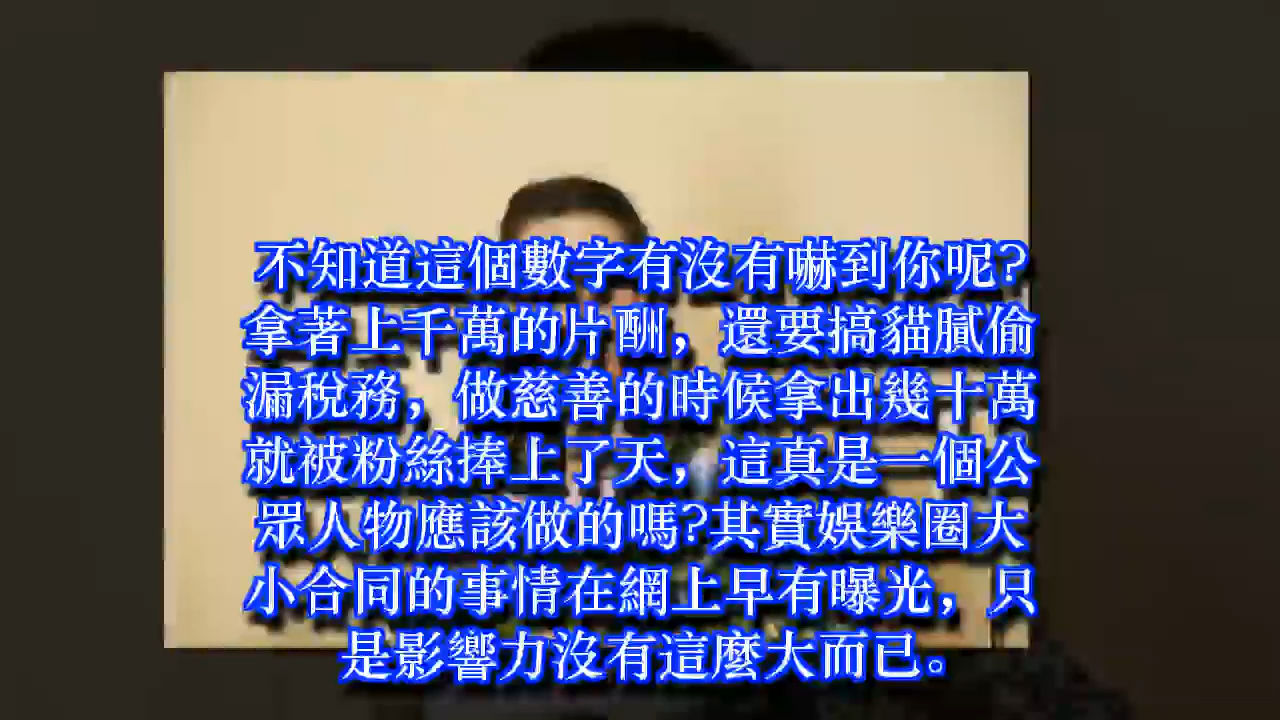 不知道這個數字有沒有嚇到你呢?
拿著上千萬的片酬，還要搞貓膩偷
漏稅務，做慈善的時候拿出幾十萬
就被粉絲捧上了天，這真是一個公
眾人物應該做的嗎?其實娛樂圈大
小合同的事情在網上早有曝光，只
是影響力沒有這麼大而已。